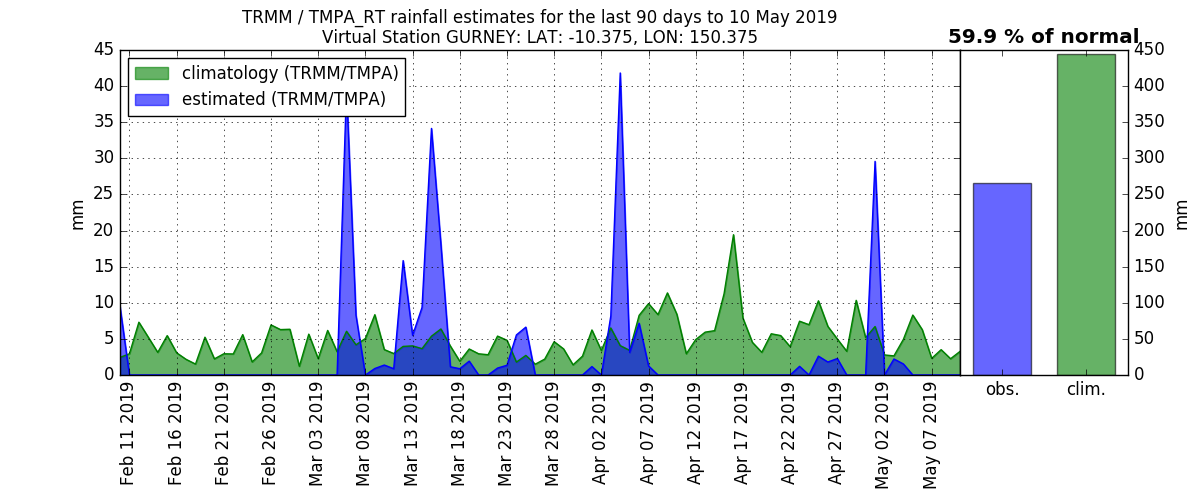 TRMM / TMPA_RT rainfall estimates for the last 90 days to 10 May 2019
Virtual Station GURNEY: LAT: -10.375, LON: 150.375
59.9 % of normal
climatology (TRMM/TMPA)
estimated (TRMM/TMPA)
45
40
35
30
25
20
15
10
5
0
mm
Feb 11 2019
Feb 16 2019
Feb 21 2019
Feb 26 2019
Mar 03 2019
Mar 08 2019
Mar 13 2019
Mar 18 2019
Mar 23 2019
Mar 28 2019
Apr 02 2019
Apr 07 2019
Apr 12 2019
Apr 17 2019
Apr 22 2019
Apr 27 2019
May 02 2019
May 07 2019
obs.
clim.
450
400
350
300
250
200
150
100
50
0
mm